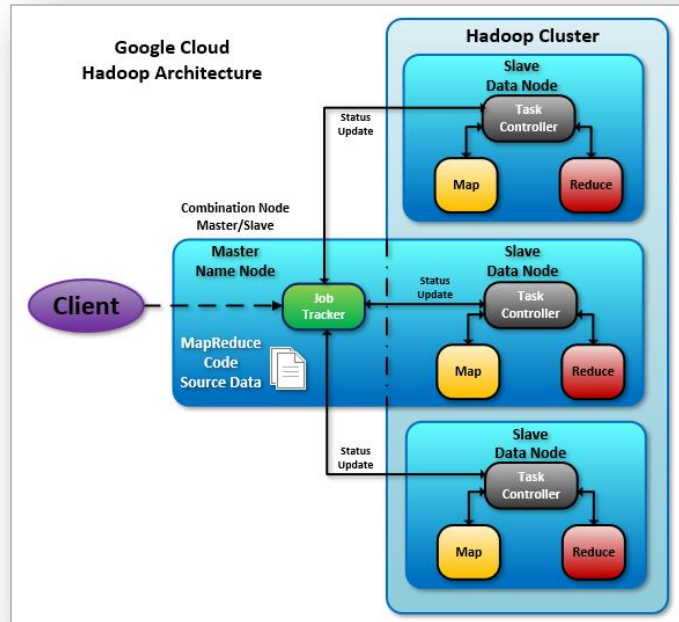 Google Cloud
Hadoop Architecture
Hadoop Cluster
Slave
Data Node
Task
Controller
Map
Reduce
Status
Update
Combination Node
Master/Slave
Master
Name Node
Client
Job
Tracker
MapReduce
Code
Source Data
Status
Update
Slave
Data Node
Task
Controller
Map
Reduce
Status
Update
Slave
Data Node
Task
Controller
Map
Reduce